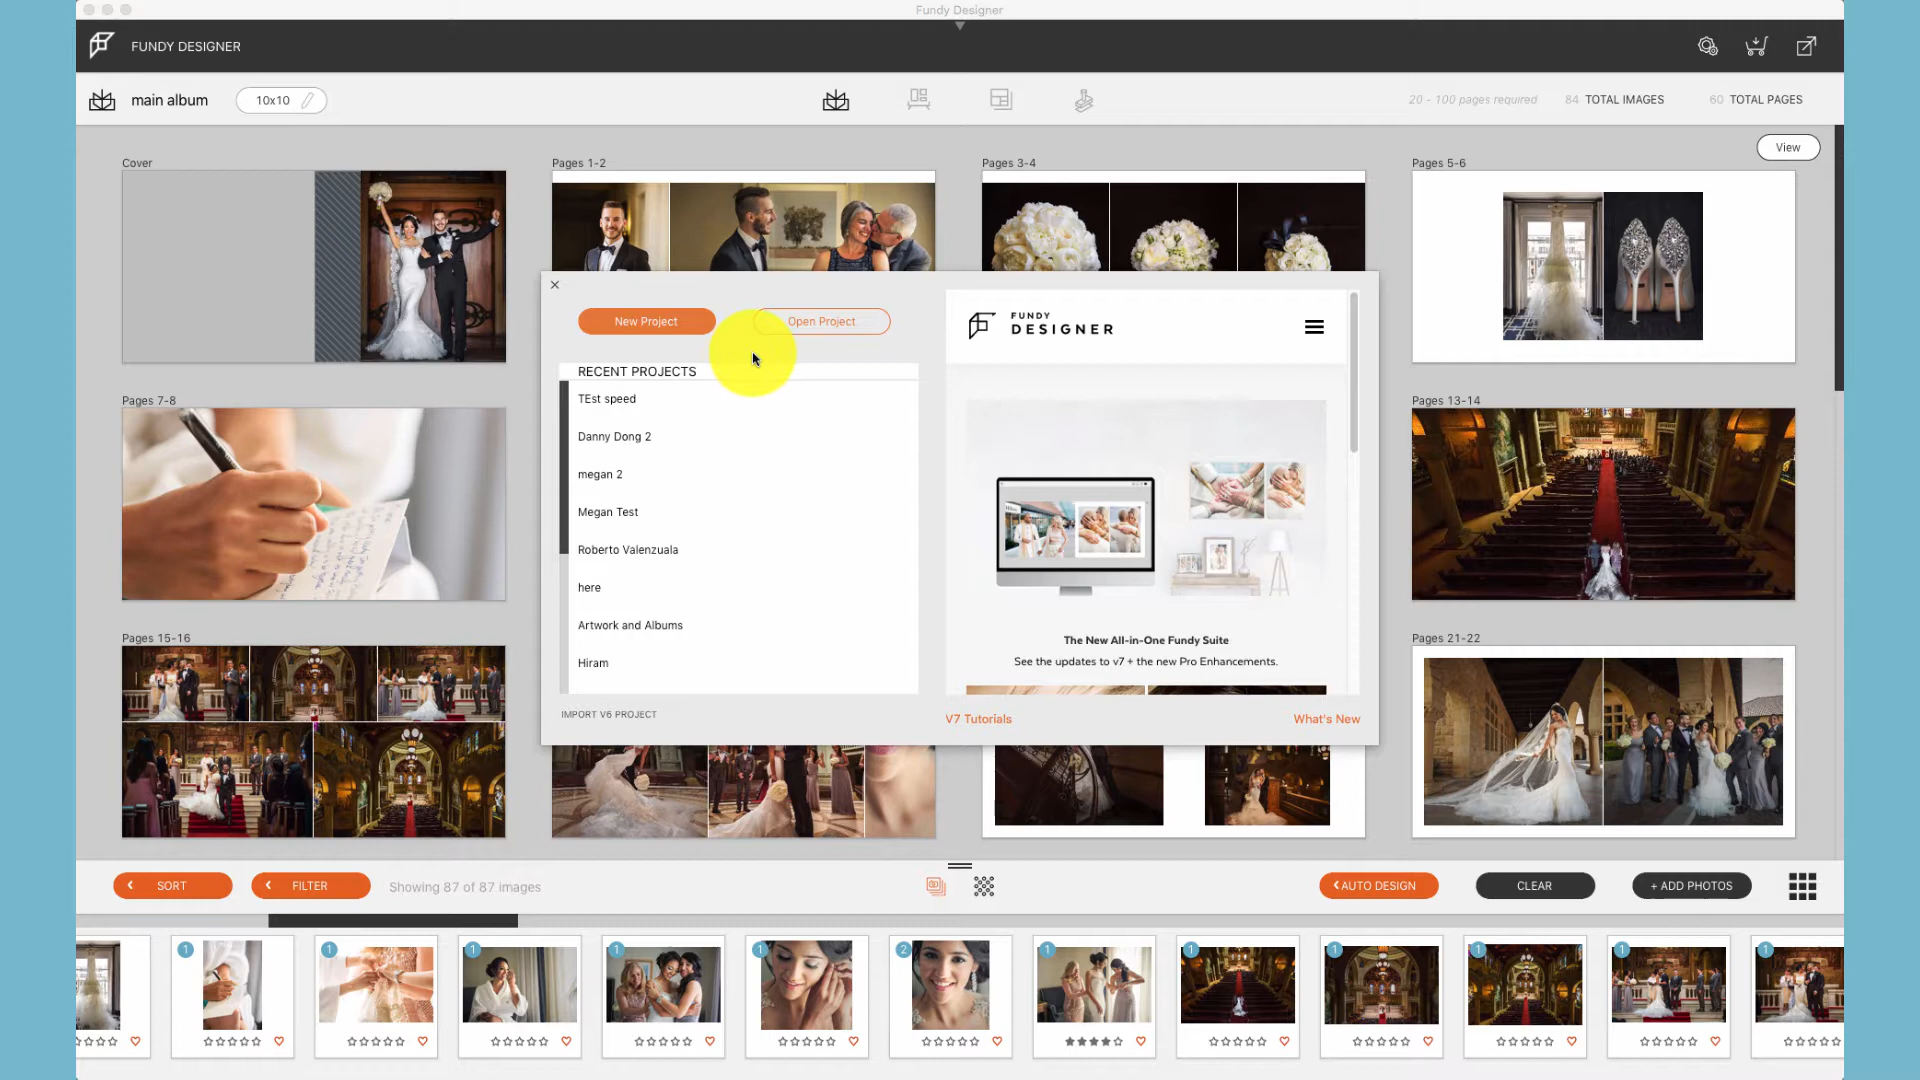 Fundy Designer
FUNDY DESIGNER
main album
10x10
20 - 100 pages required
84 TOTAL IMAGES
60 TOTAL PAGES
View
Cover
Pages 1-2
Pages 3-4
Pages 5-6
New Project
Open Project
FUNDY
DESIGNER
RECENT PROJECTS
TEst speed
Danny Dong 2
megan 2
Megan Test
Roberto Valenzuala
here
Artwork and Albums
Hiram
The New All-in-One Fundy Suite
See the updates to v7 + the new Pro Enhancements.
IMPORT V6 PROJECT
V7 Tutorials
What's New
Pages 7-8
Pages 13-14
Pages 15-16
Pages 21-22
SORT
FILTER
Showing 87 of 87 images
AUTO DESIGN
CLEAR
+ ADD PHOTOS
1
1
1
1
1
2
1
1
1
1
1
1